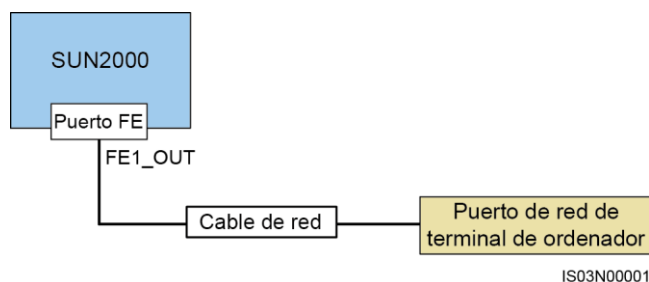 SUN2000
Puerto FE
FE1_OUT
Cable de red
Puerto de red de
terminal de ordenador
IS03N00001